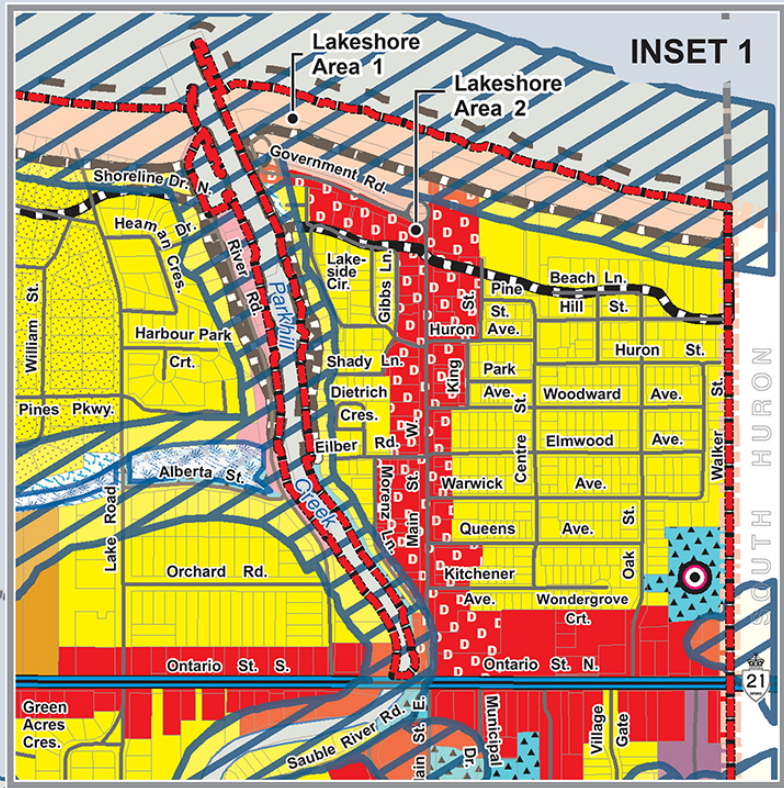 INSET 1
Lakeshore
Area 1
Lakeshore
Area 2
Government Rd.
Shoreline Dr. N.
Heaman Dr.
Cres.
River
Rd.
Parkhill
Creek
Lake-
side
Cir.
Gibbs Ln.
Beach Ln.
Pine
St.
Ave.
Hill St.
William St.
Harbour Park
Crt.
Huron
St.
Huron St.
Shady Ln.
King
Park
Ave.
Dietrich
Cres.
Woodward Ave.
Pines Pkwy.
Eilber Rd.
W.
Centre St.
Elmwood Ave.
Walker St.
SOUTH HURON
Alberta St.
Morenz
Main St.
Warwick Ave.
Lake Road
Queens Ave.
Oak St.
Orchard Rd.
Kitchener
Ave.
Wondergrove
Crt.
Ontario St. S.
Ontario St. N.
21
Green
Acres
Cres.
Sauble River Rd.
ain St. E.
Dr.
Municipal
Village
Gate